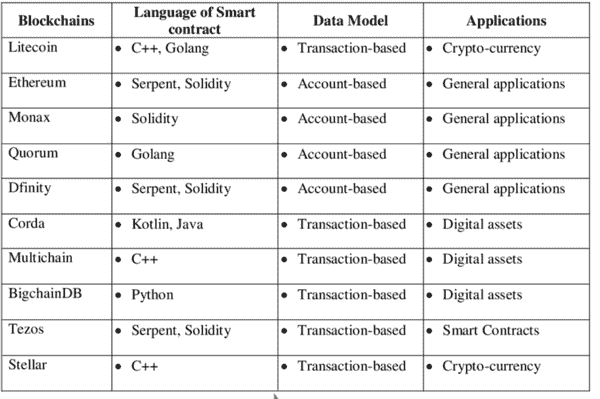 Blockchains Language of Smart contract Data Model Applications
Litecoin • C++, Golang • Transaction-based • Crypto-currency
Ethereum • Serpent, Solidity • Account-based • General applications
Monax • Solidity • Account-based • General applications
Quorum • Golang • Account-based • General applications
Dfinity • Serpent, Solidity • Account-based • General applications
Corda • Kotlin, Java • Transaction-based • Digital assets
Multichain • C++ • Transaction-based • Digital assets
BigchainDB • Python • Transaction-based • Digital assets
Tezos • Serpent, Solidity • Transaction-based • Smart Contracts
Stellar • C++ • Transaction-based • Crypto-currency